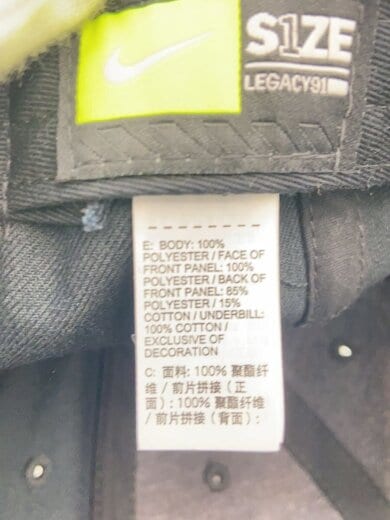 S1ZE
LEGACY91
E: BODY: 100%
POLYESTER / FACE OF
FRONT PANEL: 100%
POLYESTER / BACK OF
FRONT PANEL: 85%
POLYESTER / 15%
COTTON / UNDERBILL:
100% COTTON /
EXCLUSIVE OF
DECORATION
C: 面料: 100% 聚酯纤
维 / 前片拼接（正
面）: 100% 聚酯纤维
/ 前片拼接（背面）: